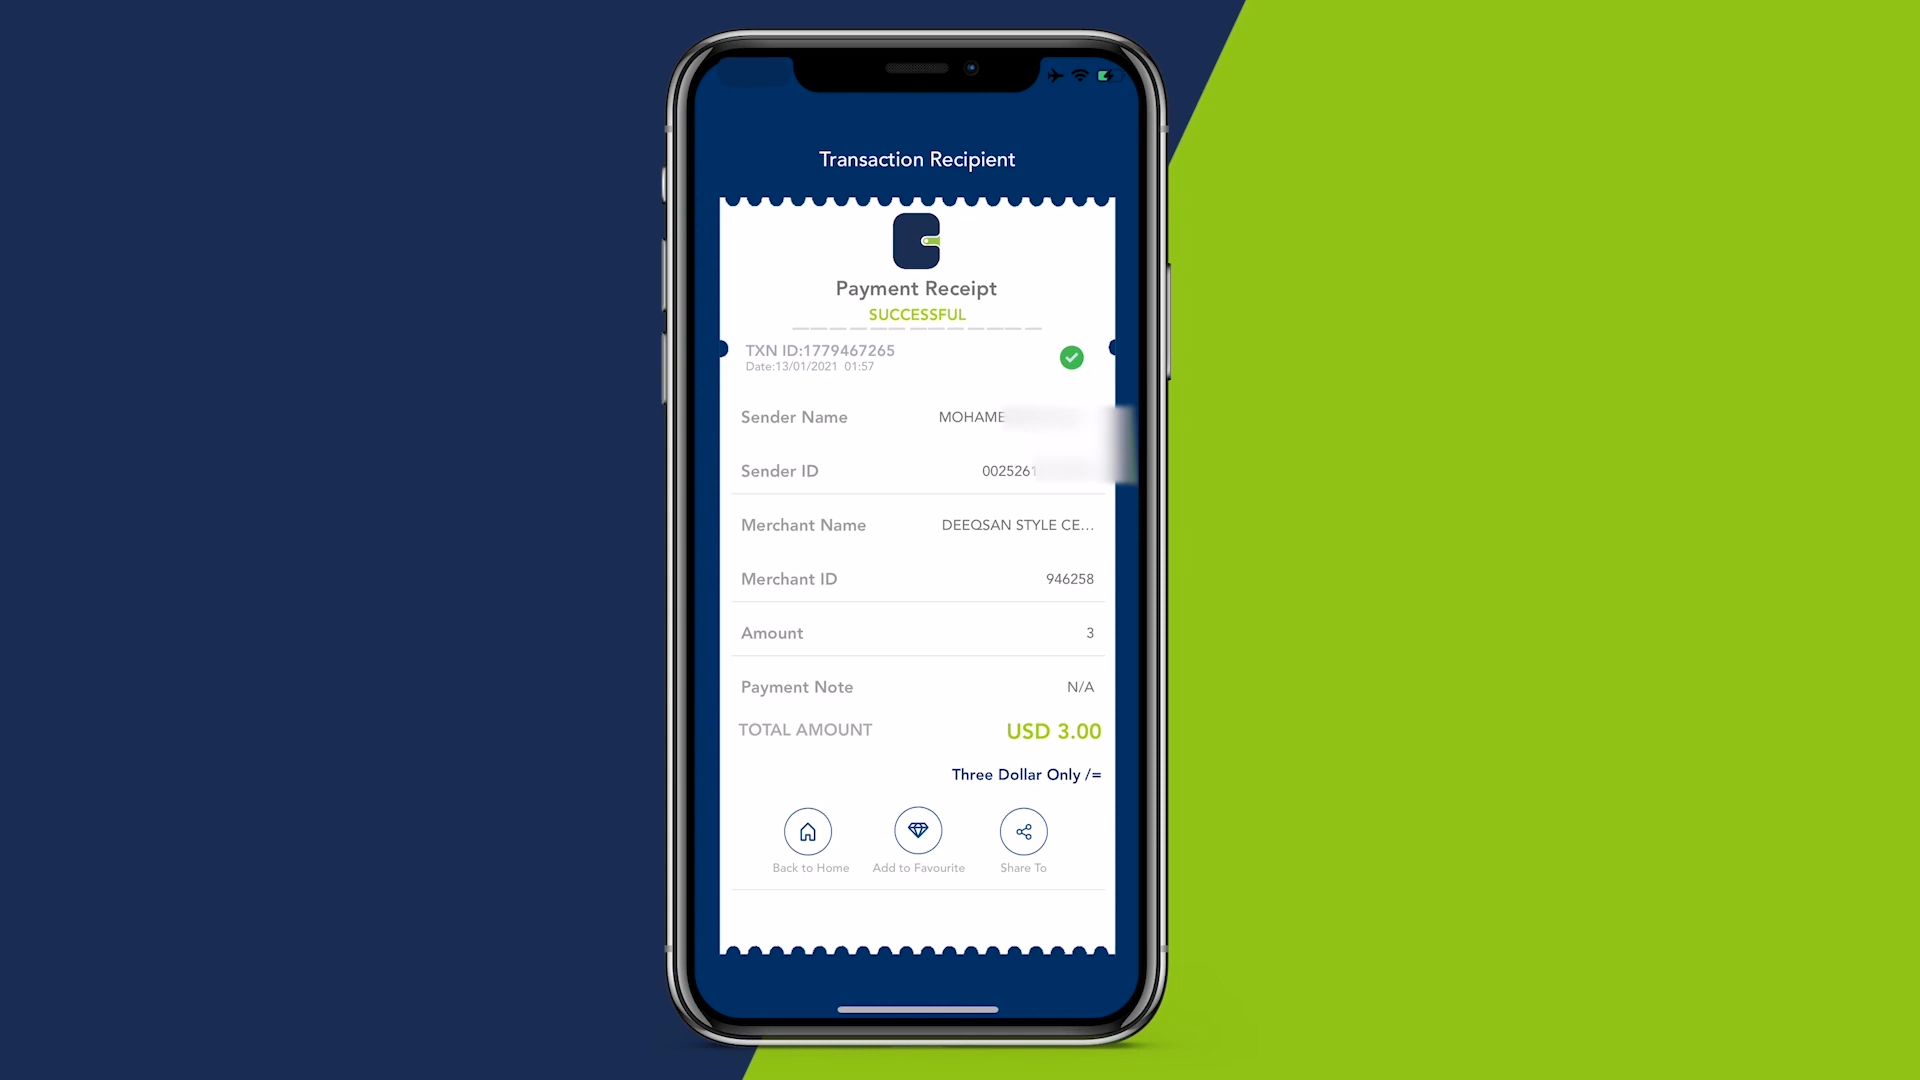 Transaction Recipient
Payment Receipt
SUCCESSFUL
TXN ID:1779467265
Date:13/01/2021 01:57
Sender Name MOHAME
Sender ID 0025261
Merchant Name DEEQSAN STYLE CE...
Merchant ID 946258
Amount 3
Payment Note N/A
TOTAL AMOUNT USD 3.00
Three Dollar Only /=
Back to Home Add to Favourite Share To